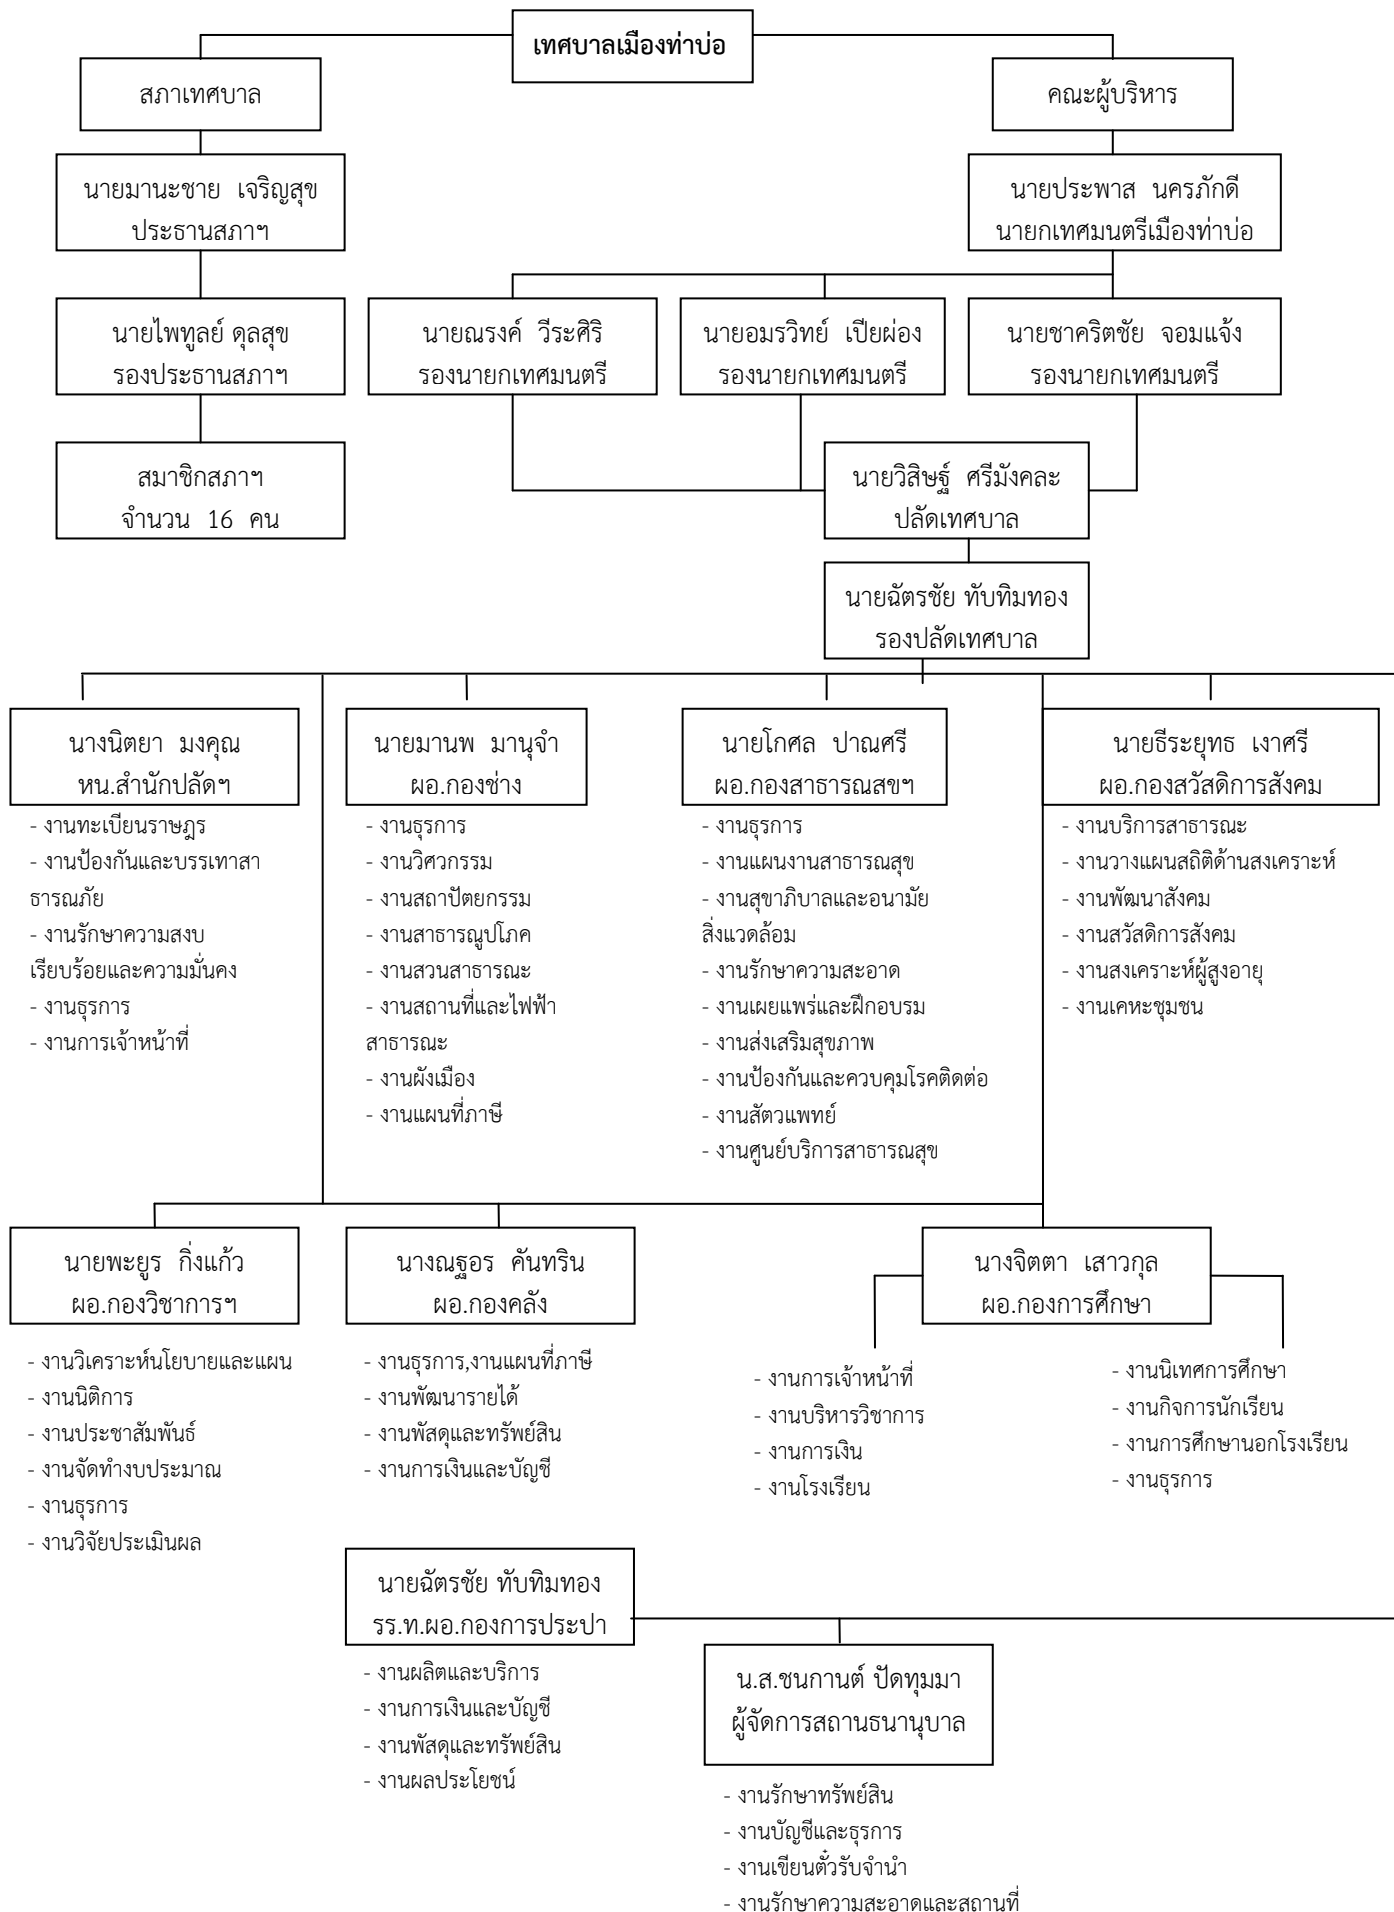 เทศบาลเมืองท่าบ่อ
สภาเทศบาล
คณะผู้บริหาร
นายมานะชาย เจริญสุข
ประธานสภาฯ
นายประพาส นครภักดี
นายกเทศมนตรีเมืองท่าบ่อ
นายไพทูลย์ ดุลสุข
รองประธานสภาฯ
นายณรงค์ วีระศิริ
รองนายกเทศมนตรี
นายอมรวิทย์ เปียผ่อง
รองนายกเทศมนตรี
นายชาคริตชัย จอมแจ้ง
รองนายกเทศมนตรี
สมาชิกสภาฯ
จำนวน 16 คน
นายวิสิษฐ์ ศรีมังคละ
ปลัดเทศบาล
นายฉัตรชัย ทับทิมทอง
รองปลัดเทศบาล
นางนิตยา มงคุณ
หน.สำนักปลัดฯ
- งานทะเบียนราษฎร
- งานป้องกันและบรรเทาสา
ธารณภัย
- งานรักษาความสงบ
เรียบร้อยและความมั่นคง
- งานธุรการ
- งานการเจ้าหน้าที่
นายมานพ มานุจำ
ผอ.กองช่าง
- งานธุรการ
- งานวิศวกรรม
- งานสถาปัตยกรรม
- งานสาธารณูปโภค
- งานสวนสาธารณะ
- งานสถานที่และไฟฟ้า
สาธารณะ
- งานผังเมือง
- งานแผนที่ภาษี
นายโกศล ปาณศรี
ผอ.กองสาธารณสขฯ
- งานธุรการ
- งานแผนงานสาธารณสุข
- งานสุขาภิบาลและอนามัย
สิ่งแวดล้อม
- งานรักษาความสะอาด
- งานเผยแพร่และฝึกอบรม
- งานส่งเสริมสุขภาพ
- งานป้องกันและควบคุมโรคติดต่อ
- งานสัตวแพทย์
- งานศูนย์บริการสาธารณสุข
นายธีระยุทธ เงาศรี
ผอ.กองสวัสดิการสังคม
- งานบริการสาธารณะ
- งานวางแผนสถิติด้านสงเคราะห์
- งานพัฒนาสังคม
- งานสวัสดิการสังคม
- งานสงเคราะห์ผู้สูงอายุ
- งานเคหะชุมชน
นายพะยูร กิ่งแก้ว
ผอ.กองวิชาการฯ
- งานวิเคราะห์นโยบายและแผน
- งานนิติการ
- งานประชาสัมพันธ์
- งานจัดทำงบประมาณ
- งานธุรการ
- งานวิจัยประเมินผล
นางณฐอร คันทริน
ผอ.กองคลัง
- งานธุรการ,งานแผนที่ภาษี
- งานพัฒนารายได้
- งานพัสดุและทรัพย์สิน
- งานการเงินและบัญชี
นางจิตตา เสาวกุล
ผอ.กองการศึกษา
- งานการเจ้าหน้าที่
- งานบริหารวิชาการ
- งานการเงิน
- งานโรงเรียน
- งานนิเทศการศึกษา
- งานกิจการนักเรียน
- งานการศึกษานอกโรงเรียน
- งานธุรการ
นายฉัตรชัย ทับทิมทอง
รร.ท.ผอ.กองการประปา
- งานผลิตและบริการ
- งานการเงินและบัญชี
- งานพัสดุและทรัพย์สิน
- งานผลประโยชน์
น.ส.ชนกานต์ ปัดทุมมา
ผู้จัดการสถานธนานุบาล
- งานรักษาทรัพย์สิน
- งานบัญชีและธุรการ
- งานเขียนตั๋วรับจำนำ
- งานรักษาความสะอาดและสถานที่